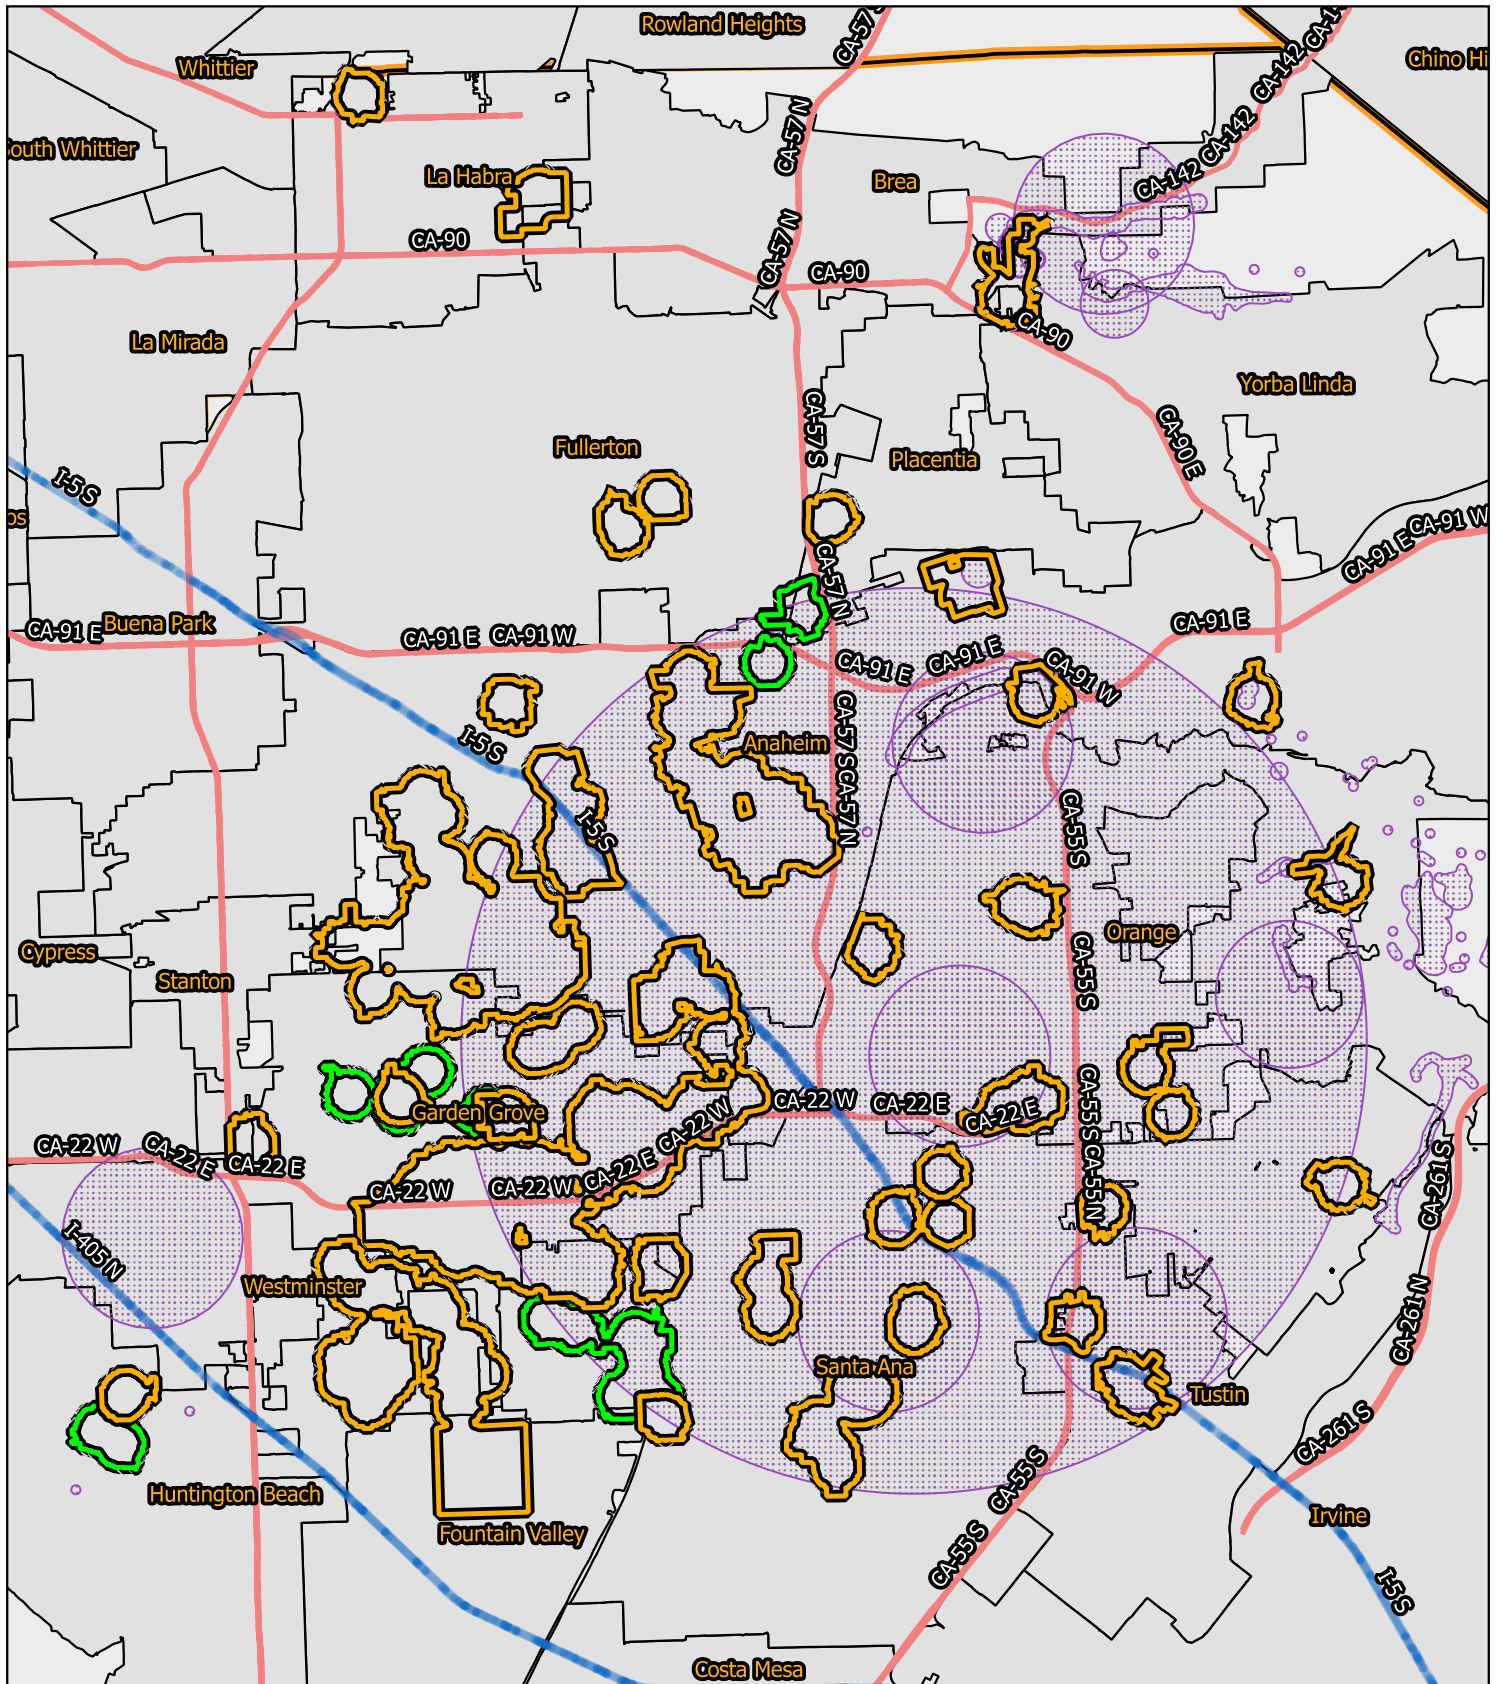 Rowland Heights
CA-57 S
CA-142
CA-142
Whittier
Chino Hi
CA-142
South Whittier
CA-57 N
La Habra
Brea
CA-142
CA-90
CA-57 N
CA-90
CA-90
La Mirada
Yorba Linda
CA-57 S
Fullerton
Placentia
CA-90 E
I-5 S
os
CA-91 W
CA-91 E
CA-57 N
CA-91 E
Buena Park
CA-91 E
CA-91 W
CA-91 E
CA-91 E
CA-91 E
CA-91 W
I-5 S
Anaheim
CA-57 S
CA-57 N
I-5 S
CA-55 S
Cypress
Stanton
Orange
CA-55 S
Garden Grove
CA-22 W
CA-22 E
CA-22 E
CA-22 W
CA-55 S
CA-22 W
CA-22 E
CA-22 E
CA-22 W
CA-22 W
CA-22 E
CA-55 N
CA-261 S
I-405 N
Westminster
CA-261 N
Santa Ana
Tustin
CA-261 S
Huntington Beach
Fountain Valley
CA-55 S
Irvine
CA-55 S
I-5 S
Costa Mesa